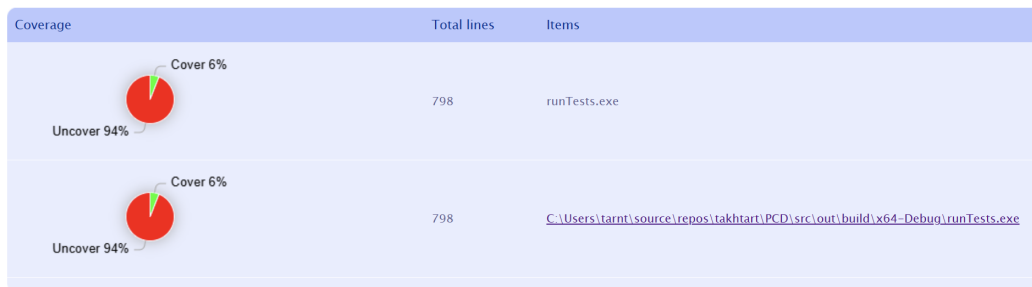 Coverage Total lines Items
Cover 6%
798 runTests.exe
Uncover 94%
Cover 6%
798 C:\Users\tarnt\source\repos\takhtart\PCD\src\out\build\x64-Debug\runTests.exe
Uncover 94%